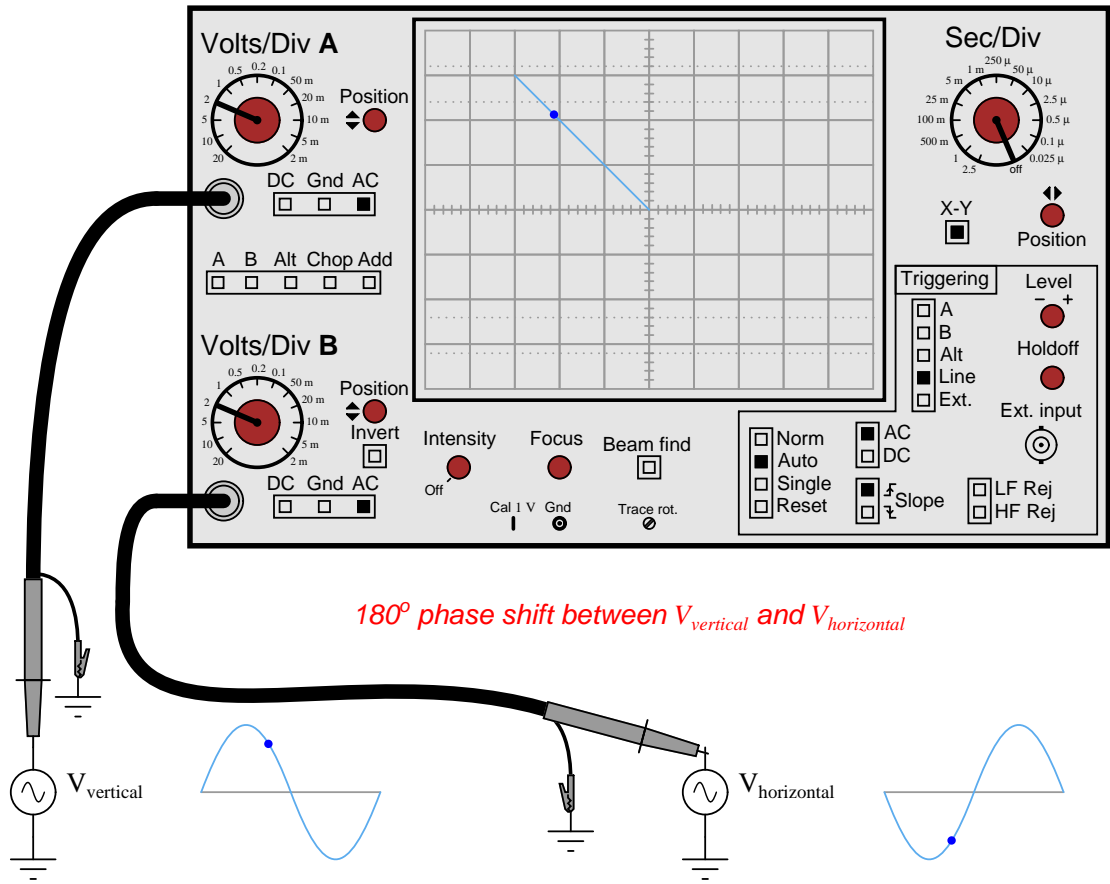 Volts/Div A
20 10 5 2 1 0.5 0.2 0.1 50 m 20 m 10 m 5 m 2 m
Position
DC Gnd AC
A B Alt Chop Add
Volts/Div B
20 10 5 2 1 0.5 0.2 0.1 50 m 20 m 10 m 5 m 2 m
Position
Invert
DC Gnd AC
Intensity
Off
Focus
Beam find
Cal 1 V Gnd
Trace rot.
Sec/Div
2.5 1 500 m 100 m 25 m 5 m 1 m 250 µ 50 µ 10 µ 2.5 µ 0.5 µ 0.1 µ 0.025 µ off
X-Y
Position
Triggering
A
B
Alt
Line
Ext.
Level
− +
Holdoff
Ext. input
Norm
Auto
Single
Reset
AC
DC
Slope
LF Rej
HF Rej
180o phase shift between Vvertical and Vhorizontal
Vvertical
Vhorizontal